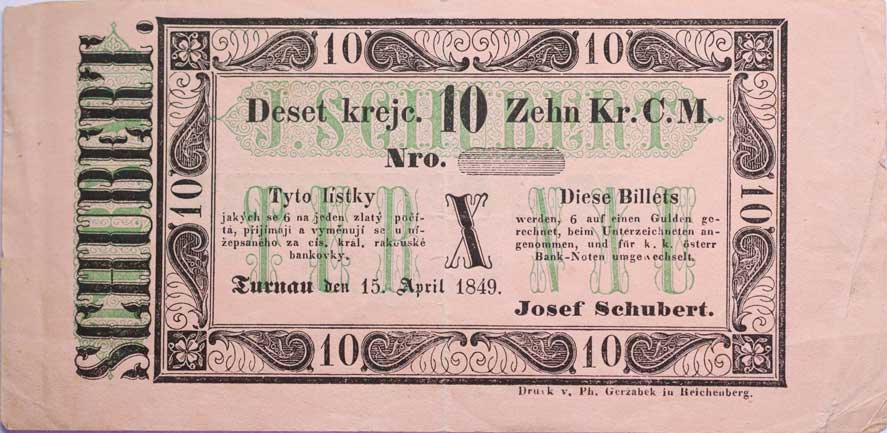 SCHUBERT.
10 10
J. SCHUBERT
Deset krejc. 10 Zehn Kr. C. M.
Nro.
10 10
Tyto lístky
jakých se 6 na jeden zlatý počí-
tá, přijímají a vyměnují se u ní-
žepsaného za cís. král. rakouské
bankovky.
X
Diese Billets
werden, 6 auf einen Gulden ge-
rechnet, beim Unterzeichneten an-
genommen, und für k. k. österr
Bank-Noten umgewechselt.
Turnau den 15. April 1849.
Josef Schubert.
10 10
Druck v. Ph. Gerzabek in Reichenberg.